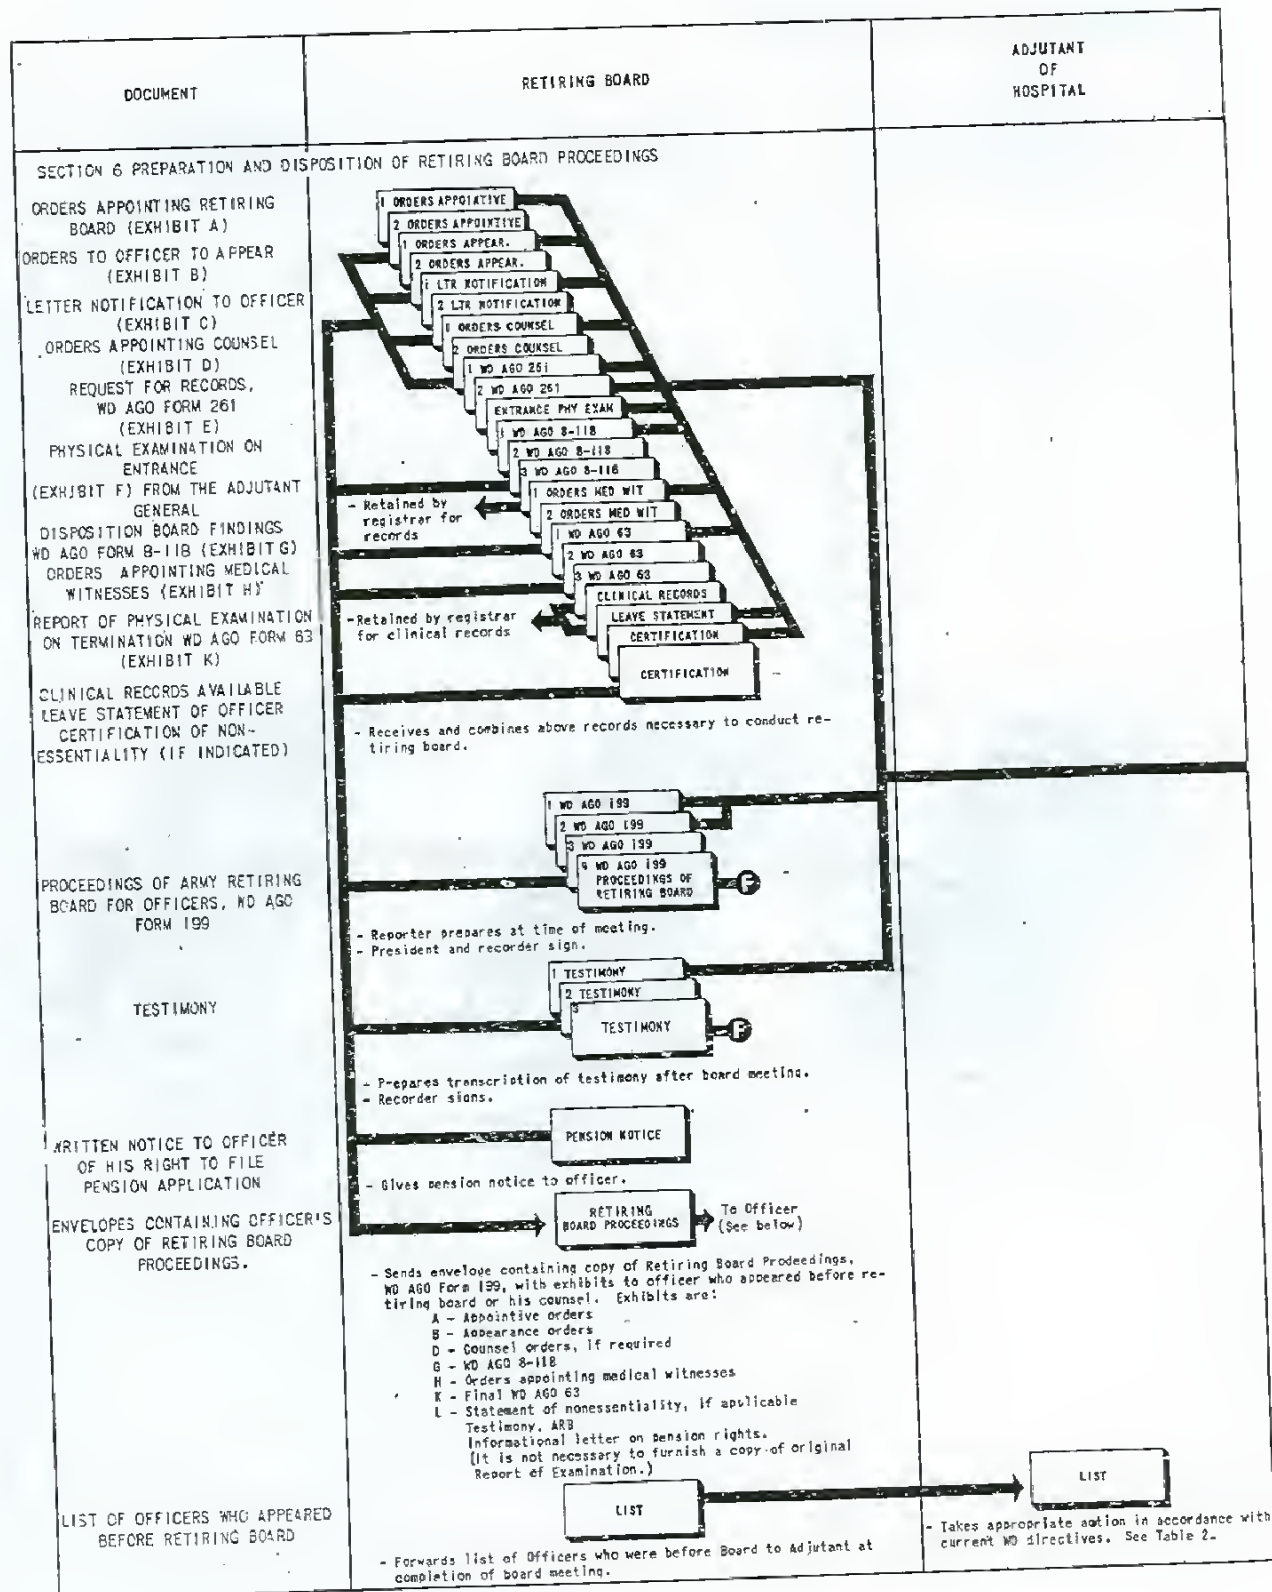 DOCUMENT
RETIRING BOARD
ADJUTANT
OF
HOSPITAL
SECTION 6 PREPARATION AND DISPOSITION OF RETIRING BOARD PROCEEDINGS
ORDERS APPOINTING RETIRING
BOARD (EXHIBIT A)
ORDERS TO OFFICER TO APPEAR
(EXHIBIT B)
LETTER NOTIFICATION TO OFFICER
(EXHIBIT C)
ORDERS APPOINTING COUNSEL
(EXHIBIT D)
REQUEST FOR RECORDS,
WD AGO FORM 261
(EXHIBIT E)
PHYSICAL EXAMINATION ON
ENTRANCE
(EXHIBIT F) FROM THE ADJUTANT
GENERAL
DISPOSITION BOARD FINDINGS
WD AGO FORM 8-118 (EXHIBIT G)
ORDERS APPOINTING MEDICAL
WITNESSES (EXHIBIT H)
REPORT OF PHYSICAL EXAMINATION
ON TERMINATION WD AGO FORM 63
(EXHIBIT K)
CLINICAL RECORDS AVAILABLE
LEAVE STATEMENT OF OFFICER
CERTIFICATION OF NON-
ESSENTIALITY (IF INDICATED)
1 ORDERS APPOINTIVE
2 ORDERS APPOINTIVE
1 ORDERS APPEAR.
2 ORDERS APPEAR.
1 LTR NOTIFICATION
2 LTR NOTIFICATION
1 ORDERS COUNSEL
2 ORDERS COUNSEL
1 WD AGO 261
2 WD AGO 261
ENTRANCE PHY EXAM
1 WD AGO 8-118
2 WD AGO 8-118
3 WD AGO 8-118
1 ORDERS MED WIT
2 ORDERS MED WIT
1 WD AGO 63
2 WD AGO 63
3 WD AGO 63
CLINICAL RECORDS
LEAVE STATEMENT
CERTIFICATION
CERTIFICATION
- Retained by
registrar for
records
- Retained by registrar
for clinical records
- Receives and combines above records necessary to conduct re-
tiring board.
PROCEEDINGS OF ARMY RETIRING
BOARD FOR OFFICERS, WD AGO
FORM 199
1 WD AGO 199
2 WD AGO 199
3 WD AGO 199
4 WD AGO 199
PROCEEDINGS OF
RETIRING BOARD
F
- Reporter prepares at time of meeting.
- President and recorder sign.
TESTIMONY
1 TESTIMONY
2 TESTIMONY
3
TESTIMONY
F
- Prepares transcription of testimony after board meeting.
- Recorder signs.
WRITTEN NOTICE TO OFFICER
OF HIS RIGHT TO FILE
PENSION APPLICATION
PENSION NOTICE
- Gives pension notice to officer.
ENVELOPES CONTAINING OFFICER'S
COPY OF RETIRING BOARD
PROCEEDINGS.
RETIRING
BOARD PROCEEDINGS
To Officer
(See below)
- Sends envelope containing copy of Retiring Board Prodeedings,
WD AGO Form 199, with exhibits to officer who appeared before re-
tiring board or his counsel. Exhibits are:
A - Appointive orders
B - Appearance orders
D - Counsel orders, if required
G - WD AGO 8-118
H - Orders appointing medical witnesses
K - Final WD AGO 63
L - Statement of nonessentiality, if applicable
Testimony, ARB
Informational letter on pension rights.
(It is not necessary to furnish a copy of original
Report of Examination.)
LIST OF OFFICERS WHO APPEARED
BEFORE RETIRING BOARD
LIST
- Forwards list of Officers who were before Board to Adjutant at
completion of board meeting.
LIST
- Takes appropriate action in accordance with
current WD directives. See Table 2.